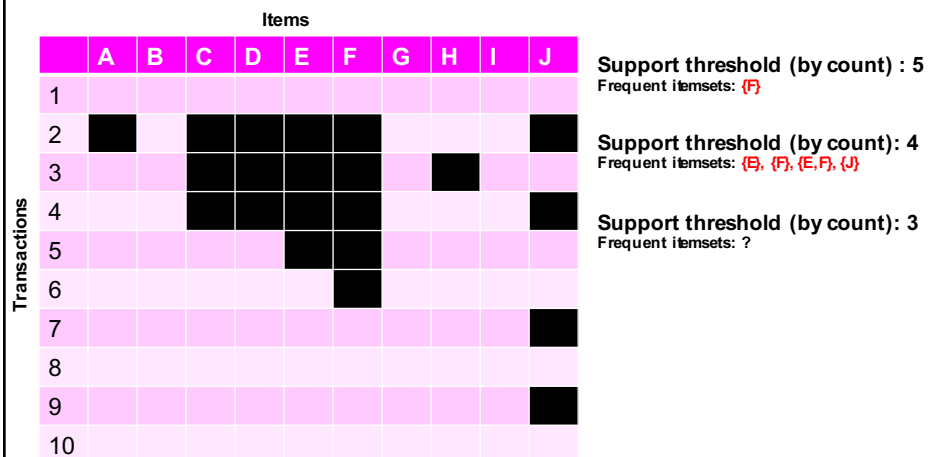 Items
A B C D E F G H I J
1
2
3
4
5
6
7
8
9
10
Transactions
Support threshold (by count) : 5
Frequent itemsets: {F}
Support threshold (by count): 4
Frequent itemsets: {E}, {F}, {E,F}, {J}
Support threshold (by count): 3
Frequent itemsets: ?